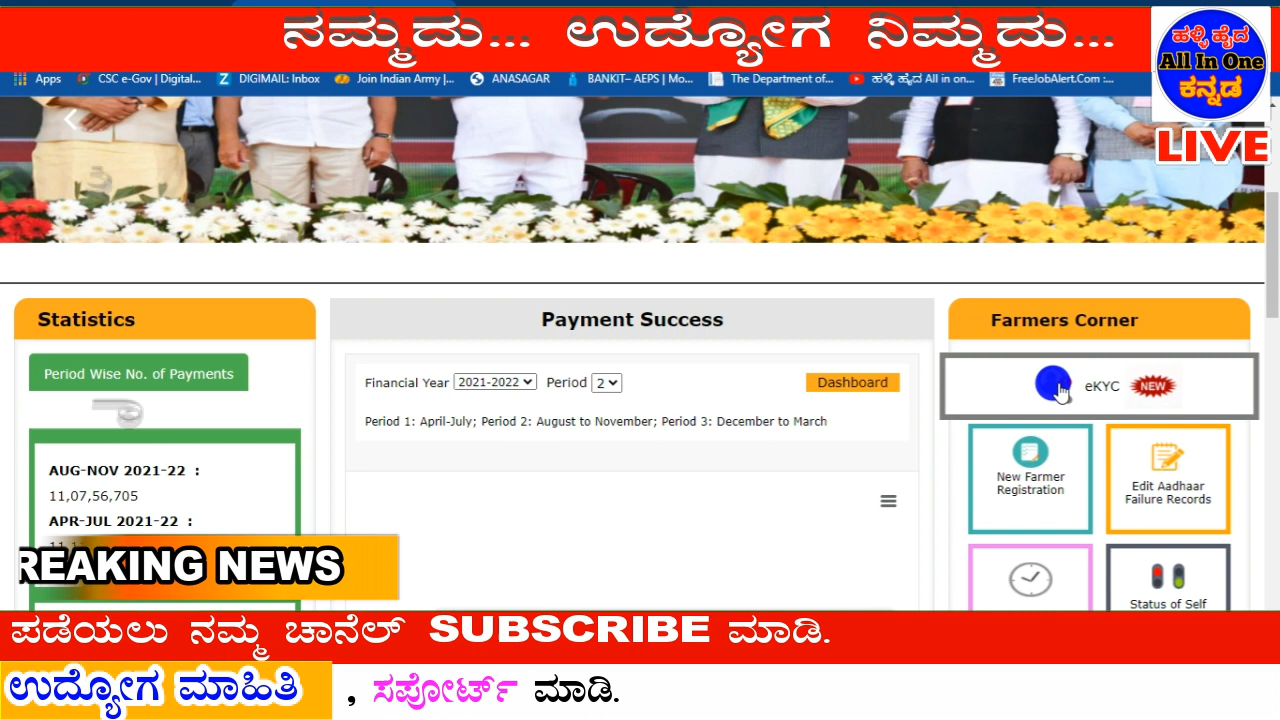 ನಮ್ಮದು... ಉದ್ಯೋಗ ನಿಮ್ಮದು...
ಹಳ್ಳಿ ಹೈದ
All In One
ಕನ್ನಡ
LIVE
Apps CSC e-Gov | Digital... DIGIMAIL: Inbox Join Indian Army |... ANASAGAR BANKIT– AEPS | Mo... The Department of... ಹಳ್ಳಿ ಹೈದ All in on... FreeJobAlert.Com :...
Statistics
Period Wise No. of Payments
AUG-NOV 2021-22 :
11,07,56,705
APR-JUL 2021-22 :
Payment Success
Financial Year 2021-2022 Period 2 Dashboard
Period 1: April-July; Period 2: August to November; Period 3: December to March
Farmers Corner
eKYC NEW
New Farmer
Registration
Edit Aadhaar
Failure Records
Status of Self
REAKING NEWS
ಪಡೆಯಲು ನಮ್ಮ ಚಾನೆಲ್ SUBSCRIBE ಮಾಡಿ.
ಉದ್ಯೋಗ ಮಾಹಿತಿ , ಸಪೋರ್ಟ್ ಮಾಡಿ.